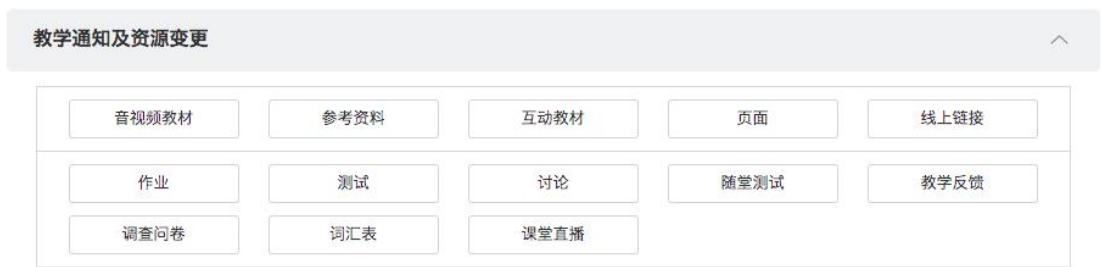 教学通知及资源变更
音视频教材 参考资料 互动教材 页面 线上链接
作业 测试 讨论 随堂测试 教学反馈
调查问卷 词汇表 课堂直播